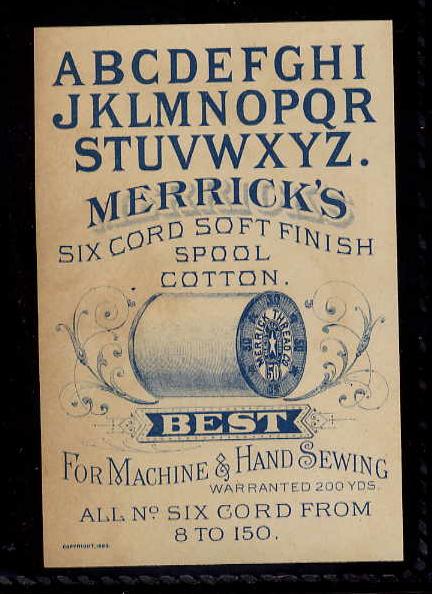 ABCDEFGHI
JKLMNOPQR
STUVWXYZ.
MERRICK'S
SIX CORD SOFT FINISH
SPOOL
COTTON.
MERRICK THREAD CO
50
BEST
FOR MACHINE & HAND SEWING
WARRANTED 200 YDS.
ALL Nº SIX CORD FROM
8 TO 150.